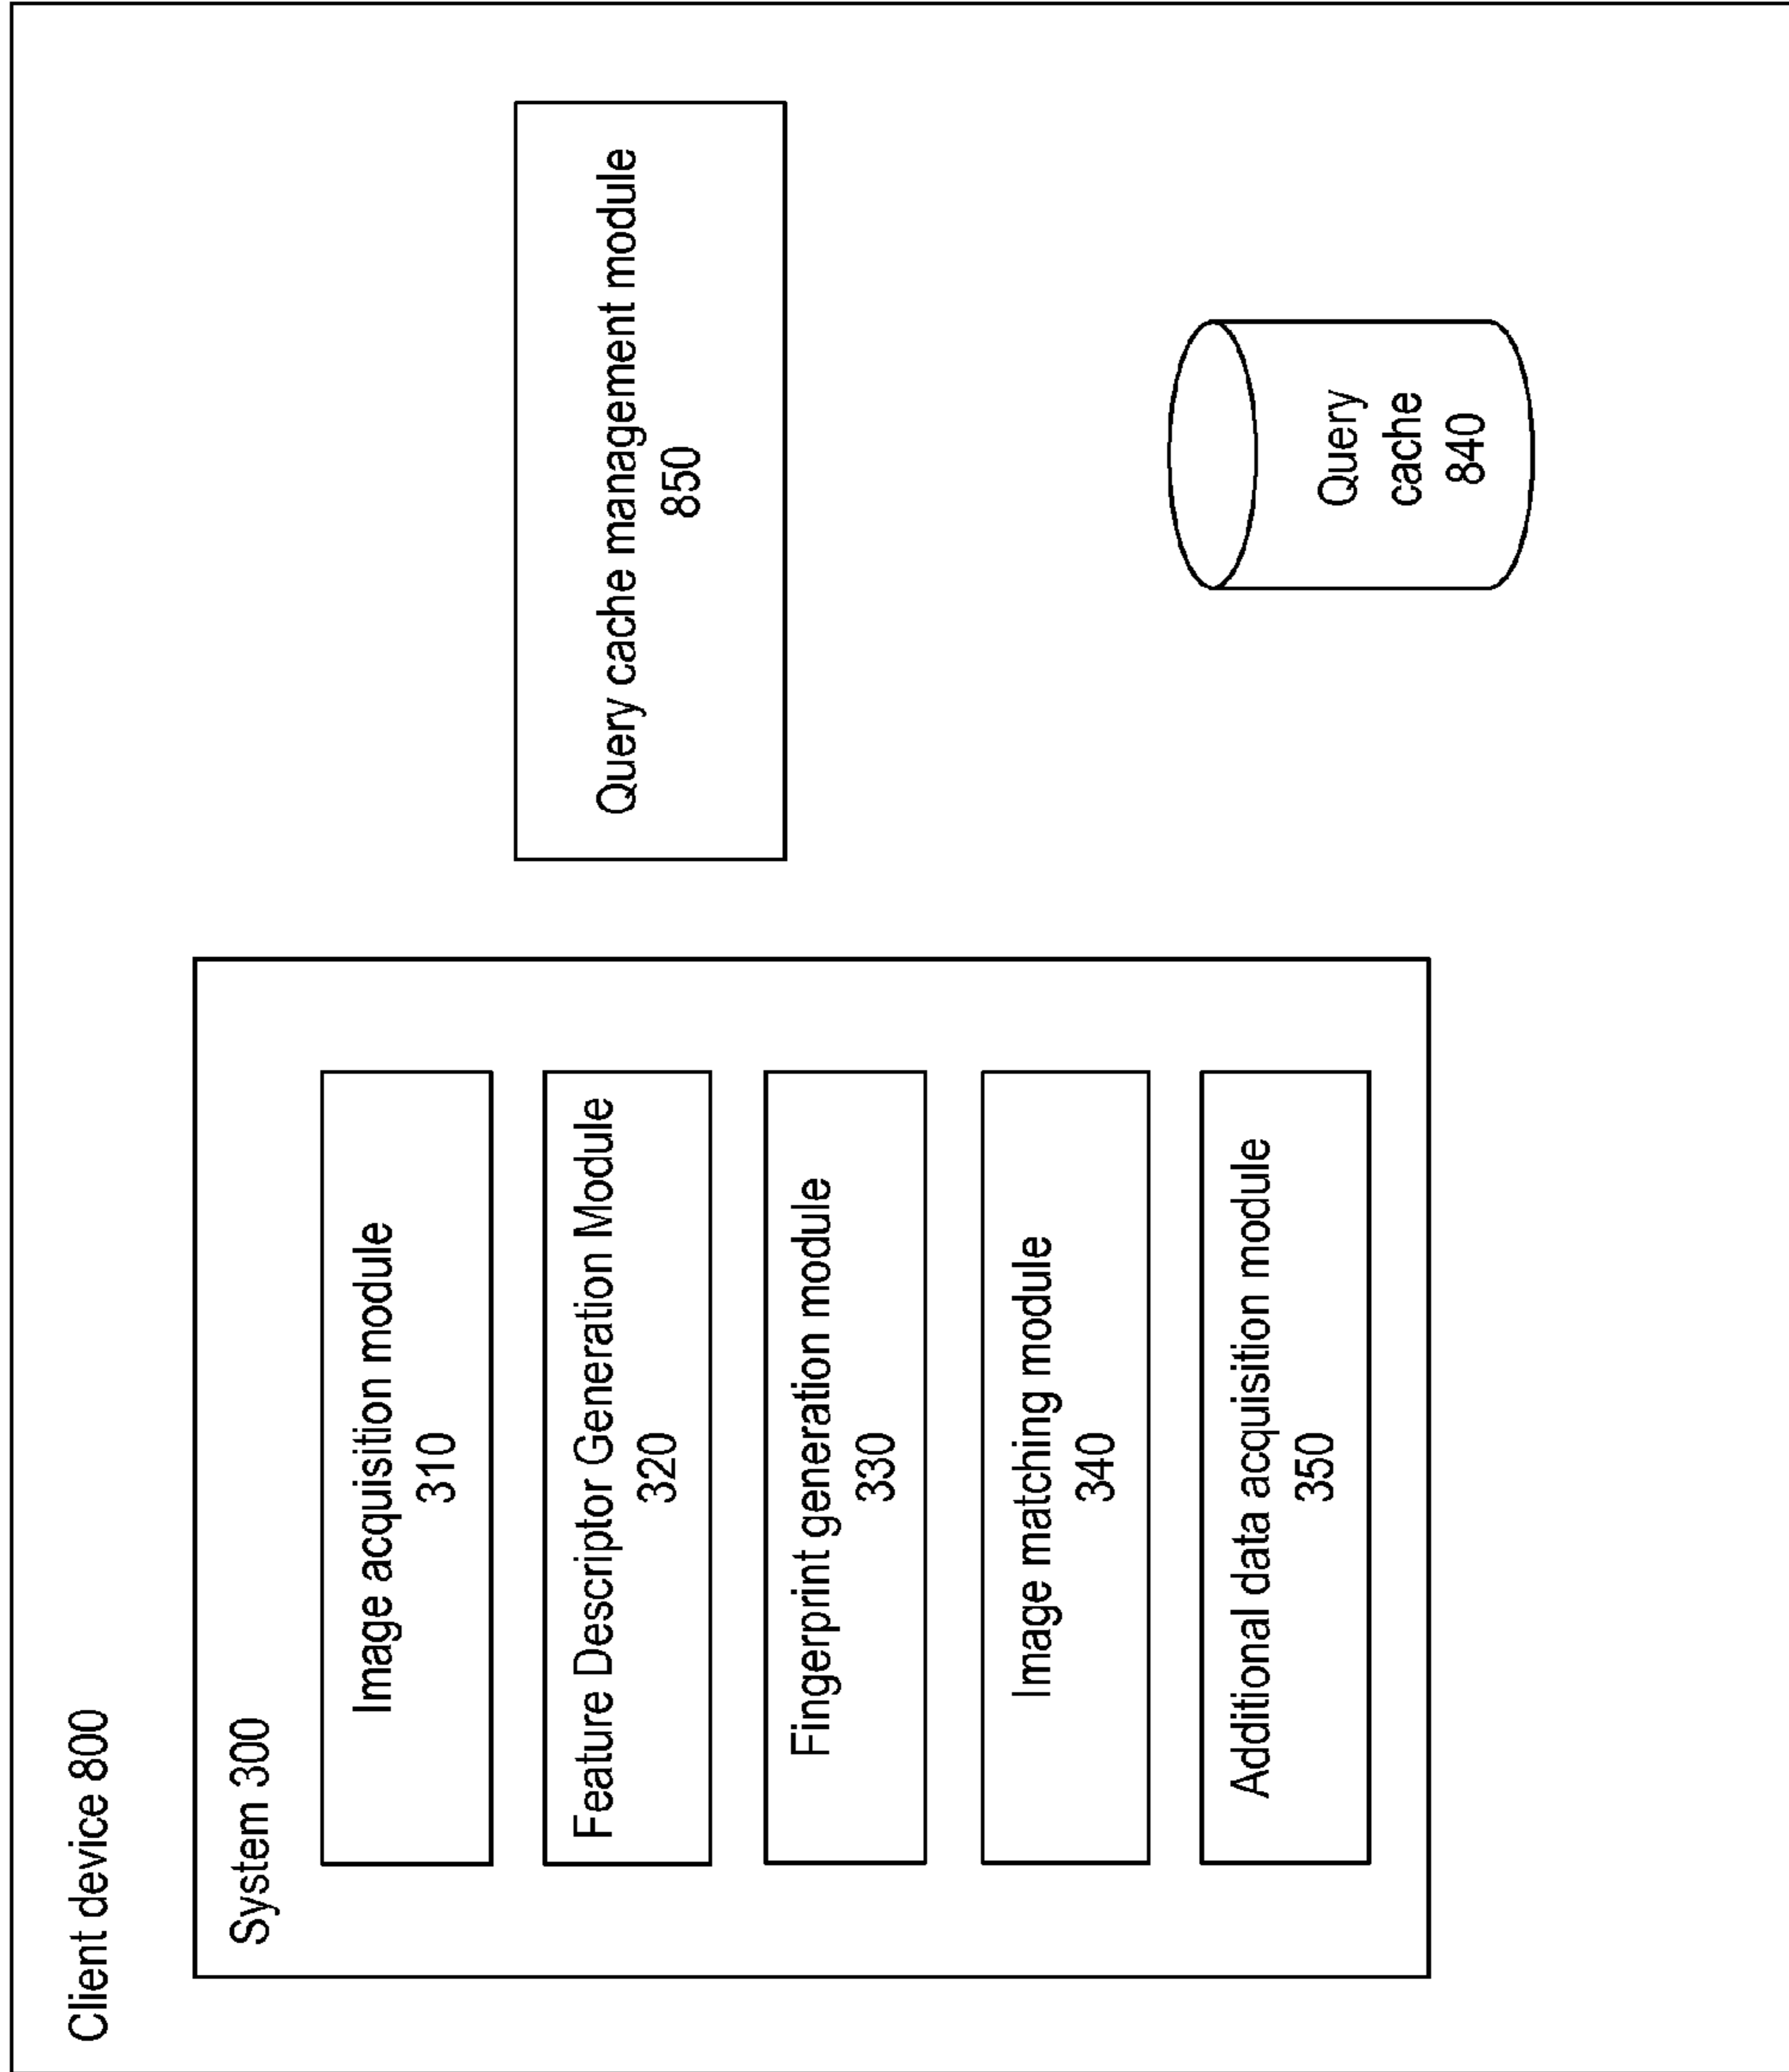 Client device 800
System 300
Image acquisition module
310
Feature Descriptor Generation Module
320
Fingerprint generation module
330
Image matching module
340
Additional data acquisition module
350
Query cache management module
850
Query
cache
840